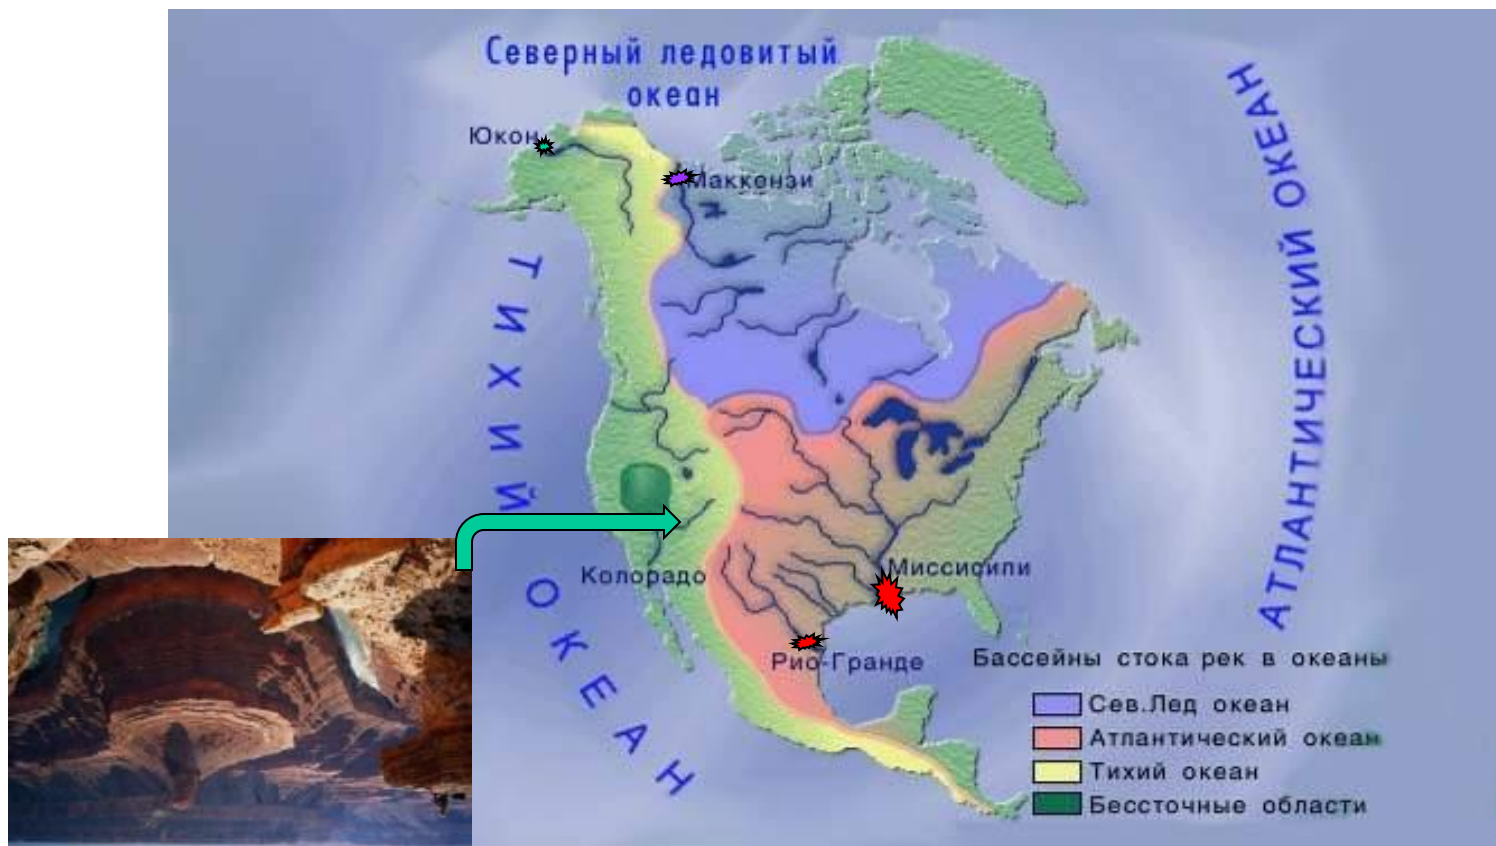 Северный ледовитый
океан
АТЛАНТИЧЕСКИЙ ОКЕАН
Юкон
Маккензи
ТИХИЙ
ОКЕАН
Колорадо
Миссисипи
Рио-Гранде
Бассейны стока рек в океаны
Сев.Лед океан
Атлантический океан
Тихий океан
Бессточные области